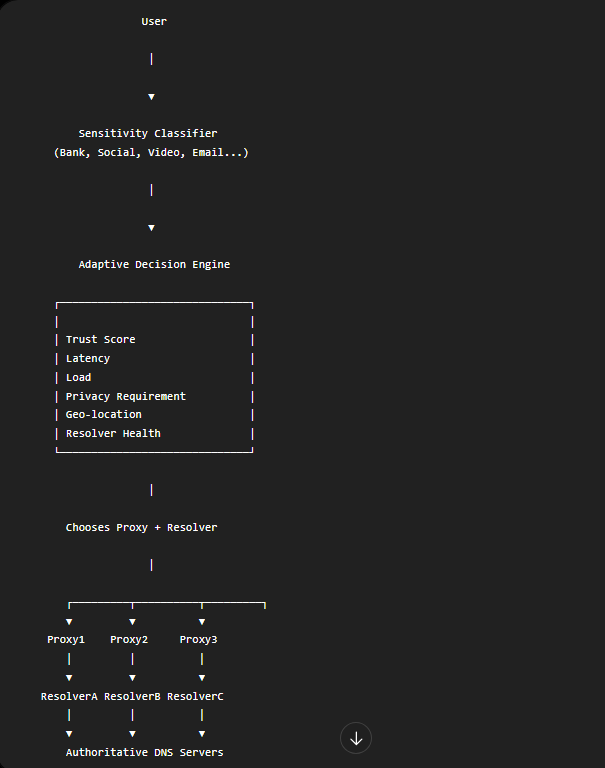 User
Sensitivity Classifier
(Bank, Social, Video, Email...)
Adaptive Decision Engine
Trust Score
Latency
Load
Privacy Requirement
Geo-location
Resolver Health
Chooses Proxy + Resolver
Proxy1 Proxy2 Proxy3
ResolverA ResolverB ResolverC
Authoritative DNS Servers